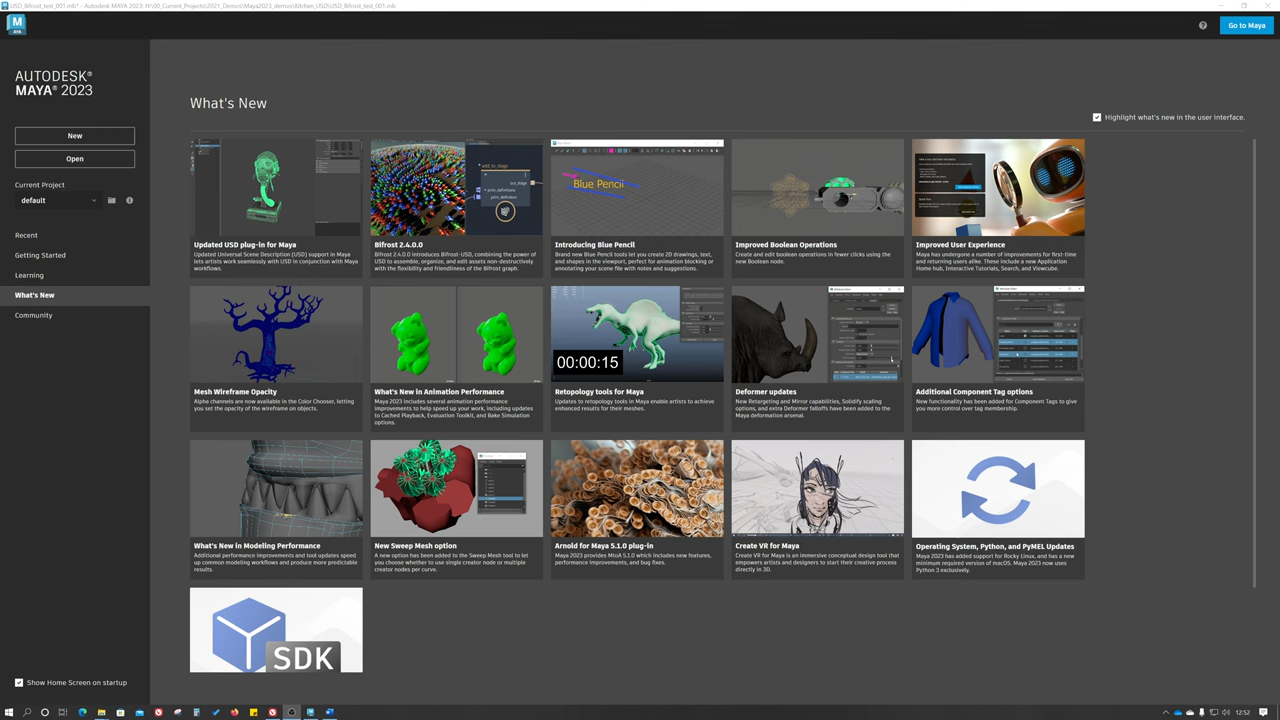 USD_Bifrost_test_001.mb* - Autodesk MAYA 2023: H:\00_Current_Projects\2021_Demos\Maya2023_demos\Kitchen_USD\USD_Bifrost_test_001.mb
M
AYA
Go to Maya
AUTODESK®
MAYA® 2023
New
Open
Current Project
default
Recent
Getting Started
Learning
What's New
Community
Show Home Screen on startup
What's New
Highlight what's new in the user interface.
Updated USD plug-in for Maya
Updated Universal Scene Description (USD) support in Maya
lets artists work seamlessly with USD in conjunction with Maya
workflows.
add_to_stage
out_stage
prim_definitions
prim_definition
Bifrost 2.4.0.0
Bifrost 2.4.0.0 introduces Bifrost-USD, combining the power of
USD to assemble, organize, and edit assets non-destructively
with the flexibility and friendliness of the Bifrost graph.
Blue Pencil
Introducing Blue Pencil
Brand new Blue Pencil tools let you create 2D drawings, text,
and shapes in the viewport, perfect for animation blocking or
annotating your scene file with notes and suggestions.
Improved Boolean Operations
Create and edit boolean operations in fewer clicks using the
new Boolean node.
Improved User Experience
Maya has undergone a number of improvements for first-time
and returning users alike. These include a new Application
Home hub, Interactive Tutorials, Search, and Viewcube.
Mesh Wireframe Opacity
Alpha channels are now available in the Color Chooser, letting
you set the opacity of the wireframe on objects.
What's New in Animation Performance
Maya 2023 includes several animation performance
improvements to help speed up your work, including updates
to Cached Playback, Evaluation Toolkit, and Bake Simulation
options.
00:00:15
Retopology tools for Maya
Updates to retopology tools in Maya enable artists to achieve
enhanced results for their meshes.
Deformer updates
New Retargeting and Mirror capabilities, Solidify scaling
options, and extra Deformer falloffs have been added to the
Maya deformation arsenal.
Additional Component Tag options
New functionality has been added for Component Tags to give
you more control over tag membership.
What's New in Modeling Performance
Additional performance improvements and tool updates speed
up common modeling workflows and produce more predictable
results.
New Sweep Mesh option
A new option has been added to the Sweep Mesh tool to let
you choose whether to use single creator node or multiple
creator nodes per curve.
Arnold for Maya 5.1.0 plug-in
Maya 2023 provides MtoA 5.1.0 which includes new features,
performance improvements, and bug fixes.
Create VR for Maya
Create VR for Maya is an immersive conceptual design tool that
empowers artists and designers to start their creative process
directly in 3D.
Operating System, Python, and PyMEL Updates
Maya 2023 has added support for Rocky Linux, and has a new
minimum required version of macOS. Maya 2023 now uses
Python 3 exclusively.
SDK
12:52